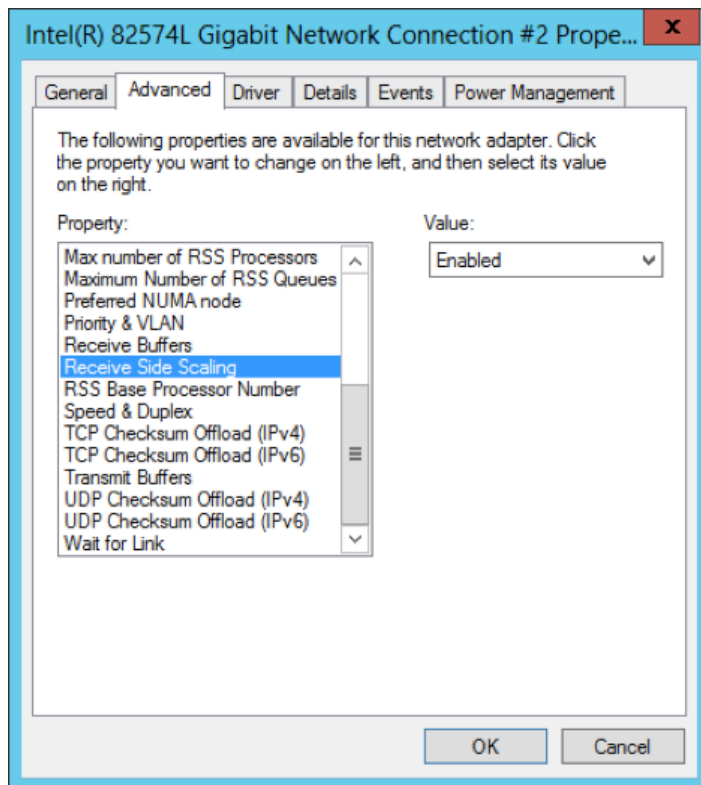 Intel(R) 82574L Gigabit Network Connection #2 Prope... x
General Advanced Driver Details Events Power Management
The following properties are available for this network adapter. Click
the property you want to change on the left, and then select its value
on the right.
Property: Value:
Max number of RSS Processors Enabled
Maximum Number of RSS Queues
Preferred NUMA node
Priority & VLAN
Receive Buffers
Receive Side Scaling
RSS Base Processor Number
Speed & Duplex
TCP Checksum Offload (IPv4)
TCP Checksum Offload (IPv6)
Transmit Buffers
UDP Checksum Offload (IPv4)
UDP Checksum Offload (IPv6)
Wait for Link
OK Cancel